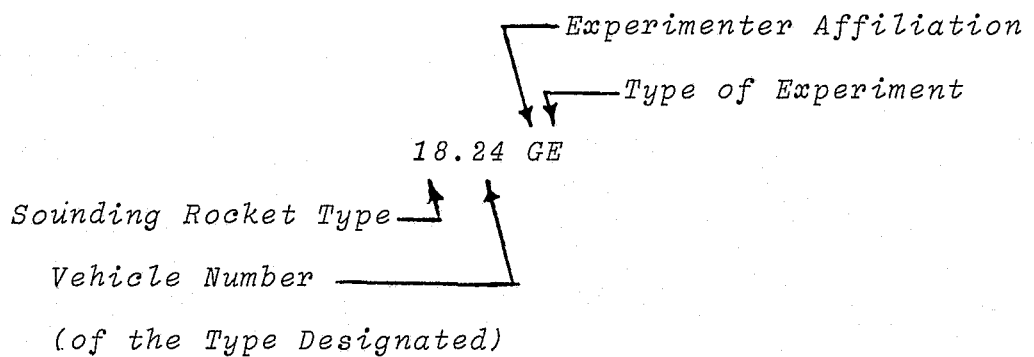 Experimenter Affiliation
Type of Experiment
18.24 GE
Sounding Rocket Type
Vehicle Number
(of the Type Designated)